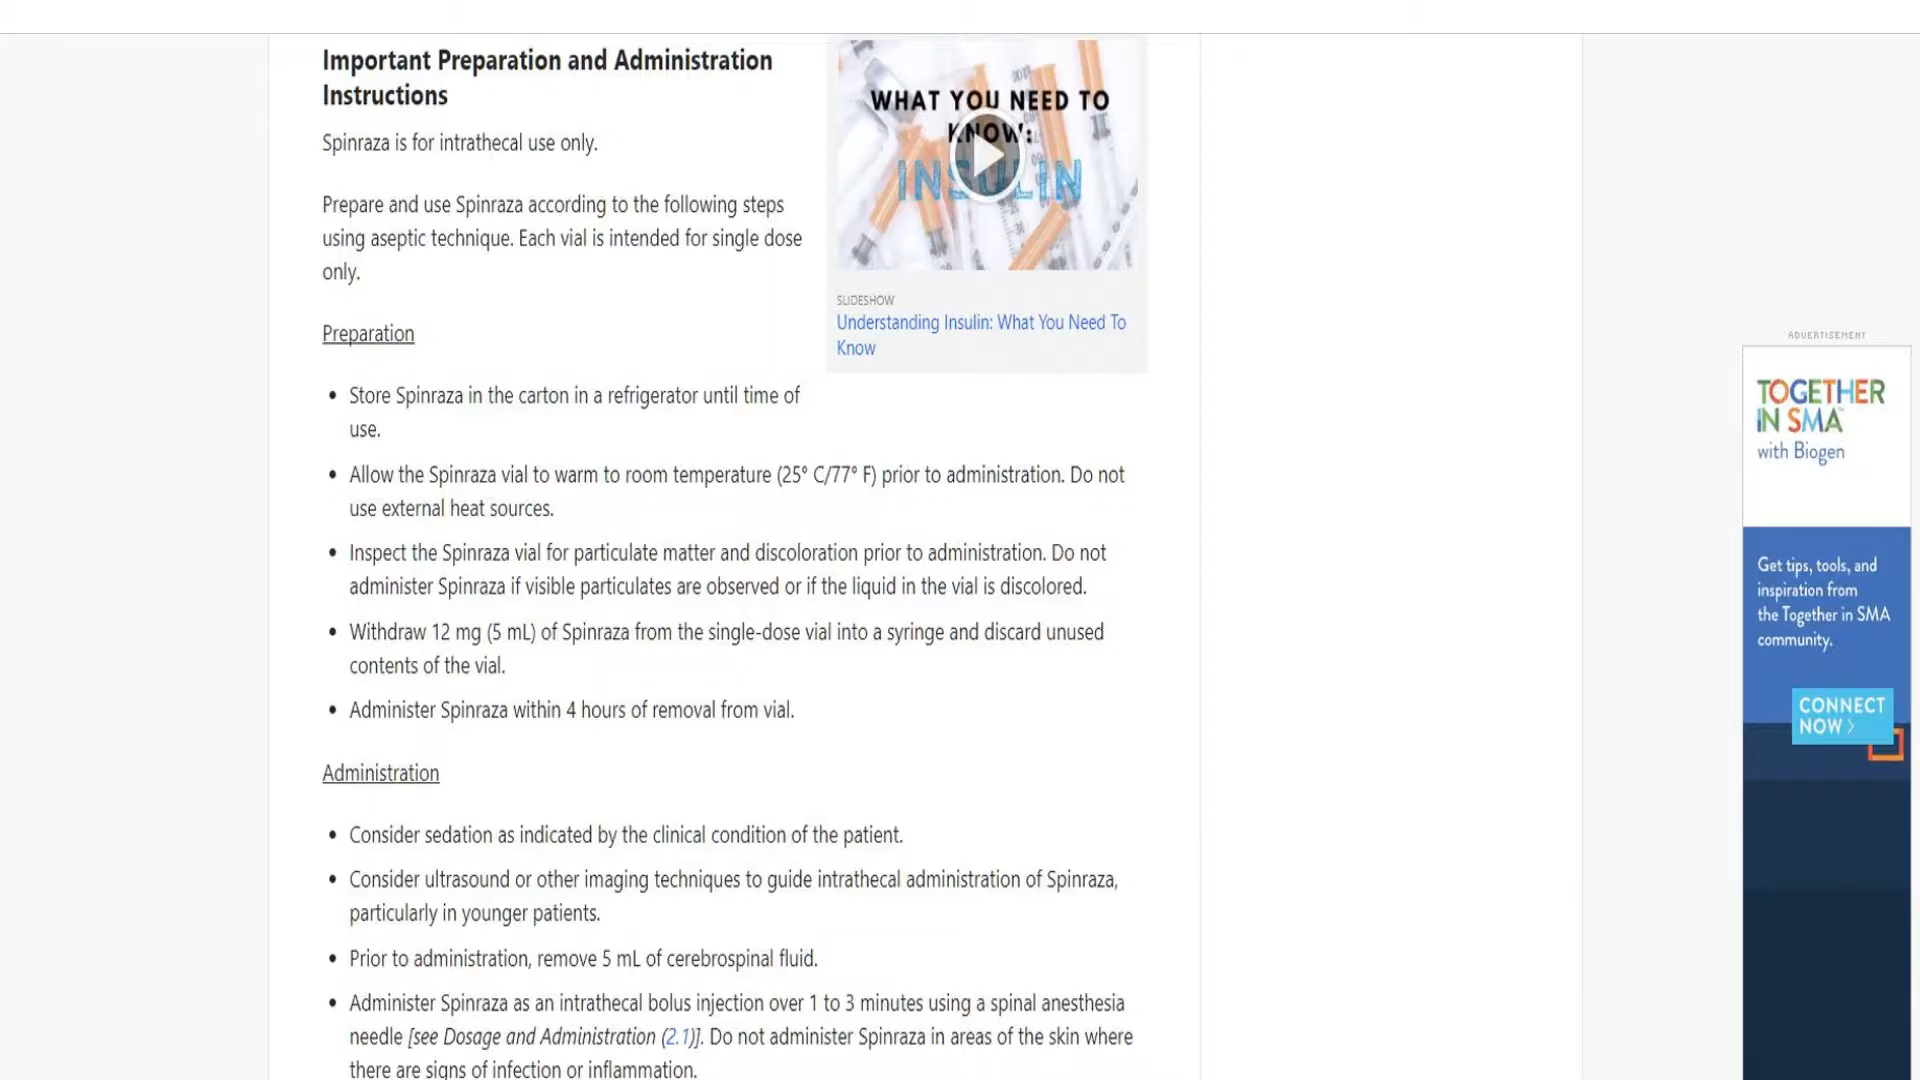 Important Preparation and Administration
Instructions
Spinraza is for intrathecal use only.
Prepare and use Spinraza according to the following steps
using aseptic technique. Each vial is intended for single dose
only.
WHAT YOU NEED TO
KNOW:
INSULIN
SLIDESHOW
Understanding Insulin: What You Need To
Know
Preparation
• Store Spinraza in the carton in a refrigerator until time of
use.
• Allow the Spinraza vial to warm to room temperature (25° C/77° F) prior to administration. Do not
use external heat sources.
• Inspect the Spinraza vial for particulate matter and discoloration prior to administration. Do not
administer Spinraza if visible particulates are observed or if the liquid in the vial is discolored.
• Withdraw 12 mg (5 mL) of Spinraza from the single-dose vial into a syringe and discard unused
contents of the vial.
• Administer Spinraza within 4 hours of removal from vial.
Administration
• Consider sedation as indicated by the clinical condition of the patient.
• Consider ultrasound or other imaging techniques to guide intrathecal administration of Spinraza,
particularly in younger patients.
• Prior to administration, remove 5 mL of cerebrospinal fluid.
• Administer Spinraza as an intrathecal bolus injection over 1 to 3 minutes using a spinal anesthesia
needle [see Dosage and Administration (2.1)]. Do not administer Spinraza in areas of the skin where
there are signs of infection or inflammation.
ADVERTISEMENT
TOGETHER
IN SMA™
with Biogen
Get tips, tools, and
inspiration from
the Together in SMA
community.
CONNECT
NOW >